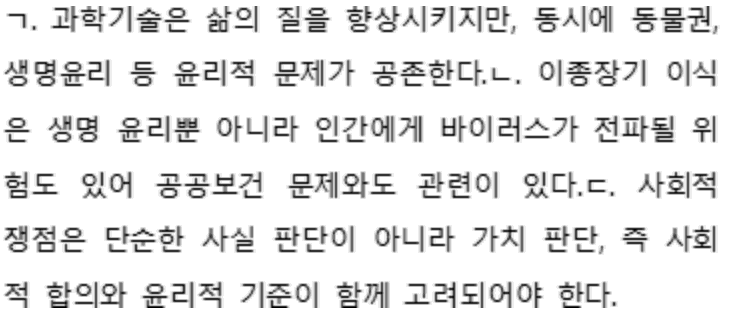 ㄱ. 과학기술은 삶의 질을 향상시키지만, 동시에 동물권,
생명윤리 등 윤리적 문제가 공존한다.ㄴ. 이종장기 이식
은 생명 윤리뿐 아니라 인간에게 바이러스가 전파될 위
험도 있어 공공보건 문제와도 관련이 있다.ㄷ. 사회적
쟁점은 단순한 사실 판단이 아니라 가치 판단, 즉 사회
적 합의와 윤리적 기준이 함께 고려되어야 한다.